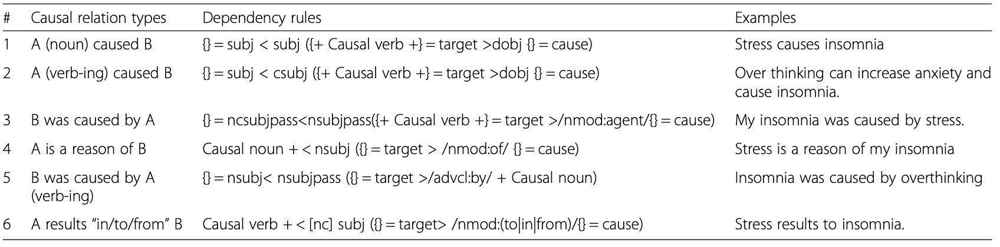 # Causal relation types Dependency rules Examples
1 A (noun) caused B {} = subj < subj ({+ Causal verb +} = target >dobj {} = cause) Stress causes insomnia
2 A (verb-ing) caused B {} = subj < csubj ({+ Causal verb +} = target >dobj {} = cause) Over thinking can increase anxiety and
cause insomnia.
3 B was caused by A {} = ncsubjpass<nsubjpass({+ Causal verb +} = target >/nmod:agent/{} = cause) My insomnia was caused by stress.
4 A is a reason of B Causal noun + < nsubj ({} = target > /nmod:of/ {} = cause) Stress is a reason of my insomnia
5 B was caused by A {} = nsubj< nsubjpass ({} = target >/advcl:by/ + Causal noun) Insomnia was caused by overthinking
(verb-ing)
6 A results “in/to/from” B Causal verb + < [nc] subj ({} = target> /nmod:(to|in|from)/{} = cause) Stress results to insomnia.